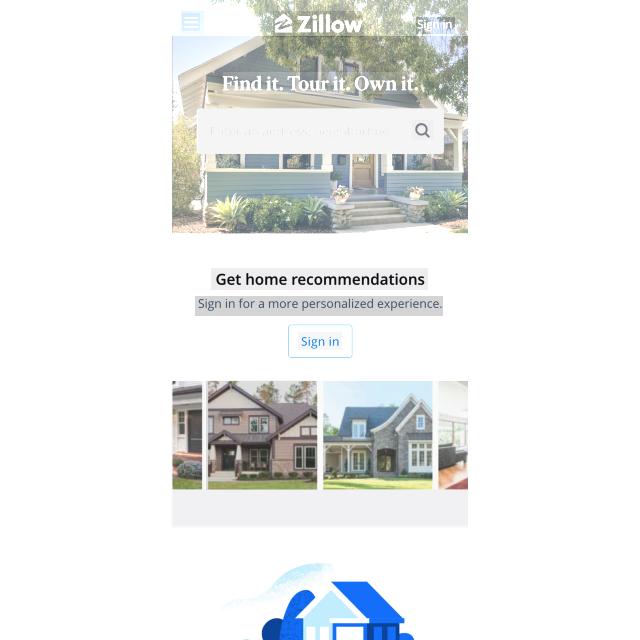 Zillow
Sign in
Find it. Tour it. Own it.
Enter an address, neighborhoo
Get home recommendations
Sign in for a more personalized experience.
Sign in